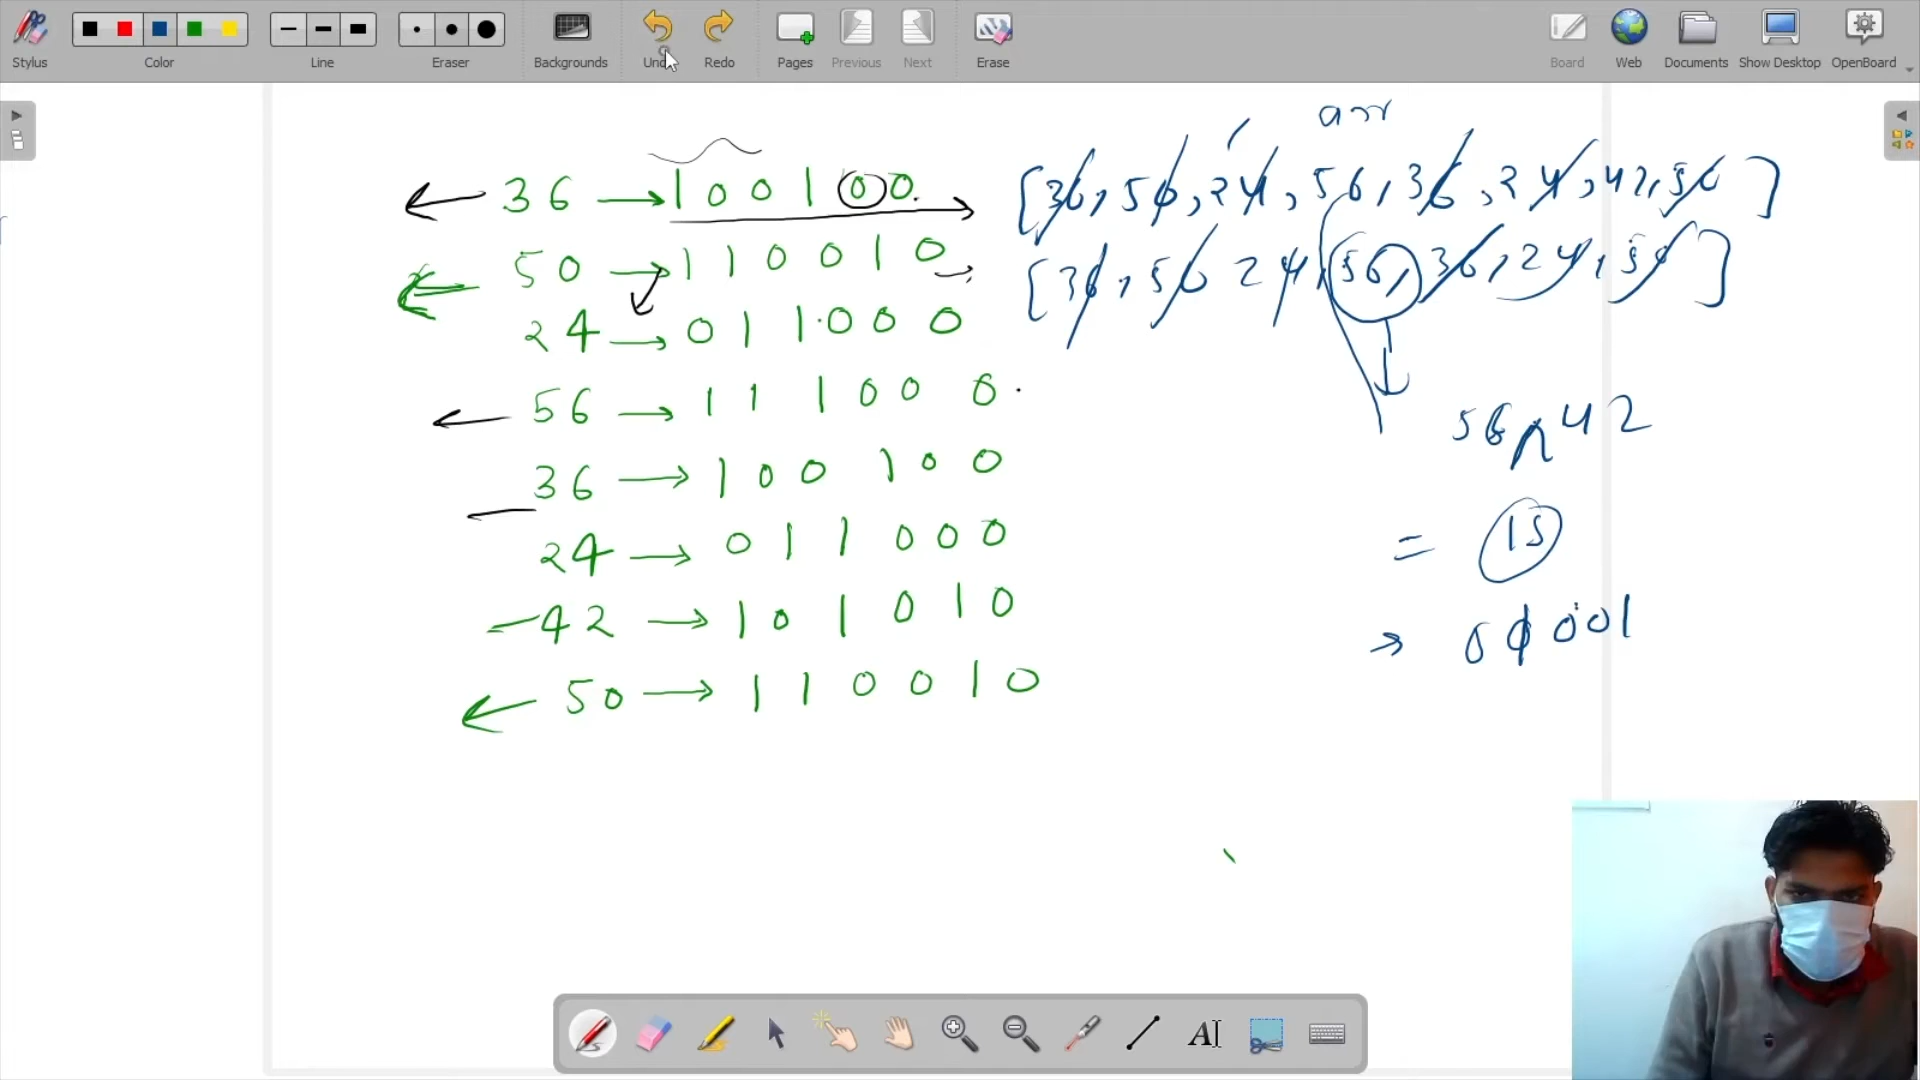 Stylus Color Line Eraser Backgrounds Undo Redo Pages Previous Next Erase Board Web Documents Show Desktop OpenBoard
arr
36 → 100100
[36, 50, 24, 56, 36, 24, 42, 50]
50 → 110010
[36, 50 24, 56, 36, 24, 50]
24 → 011000
56 → 111000
56 ^ 42
36 → 100100
= 15
24 → 011000
42 → 101010
50 → 110010
AI